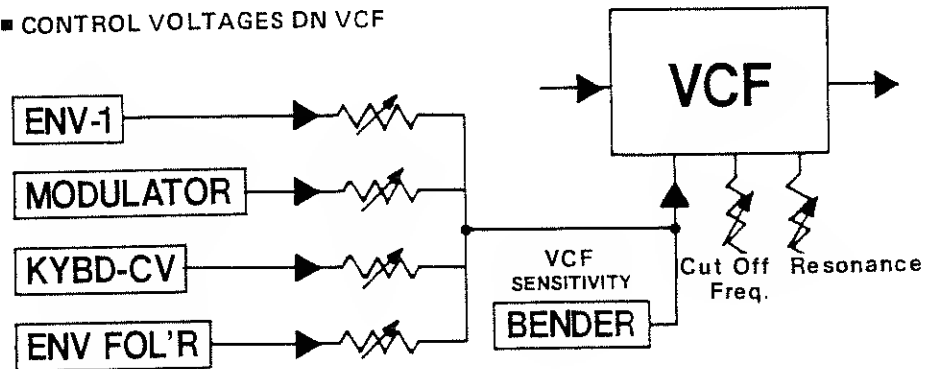 ■ CONTROL VOLTAGES DN VCF
VCF
ENV-1
MODULATOR
KYBD-CV
ENV FOL'R
VCF
SENSITIVITY
BENDER
Cut Off
Freq.
Resonance